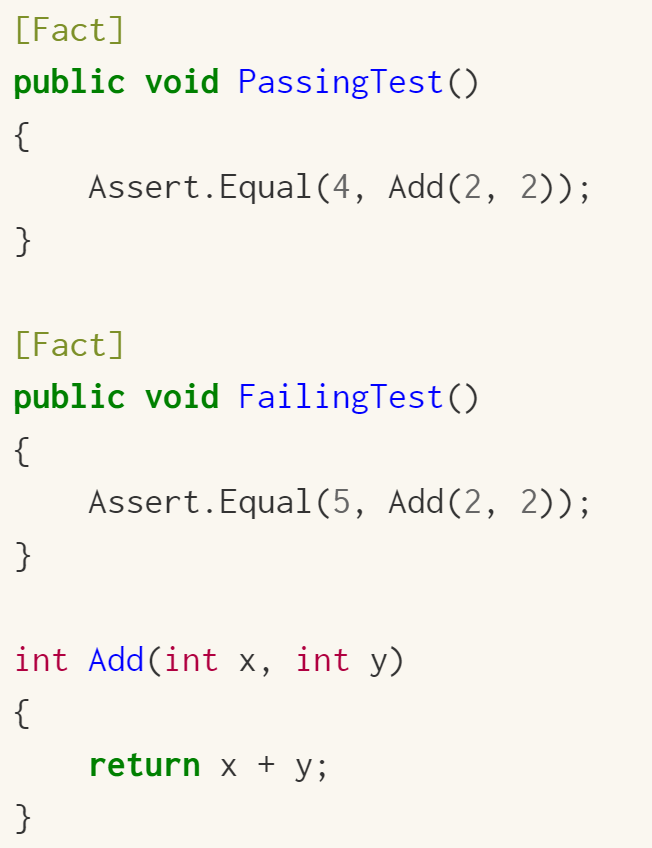 [Fact]
public void PassingTest()
{
    Assert.Equal(4, Add(2, 2));
}

[Fact]
public void FailingTest()
{
    Assert.Equal(5, Add(2, 2));
}

int Add(int x, int y)
{
    return x + y;
}